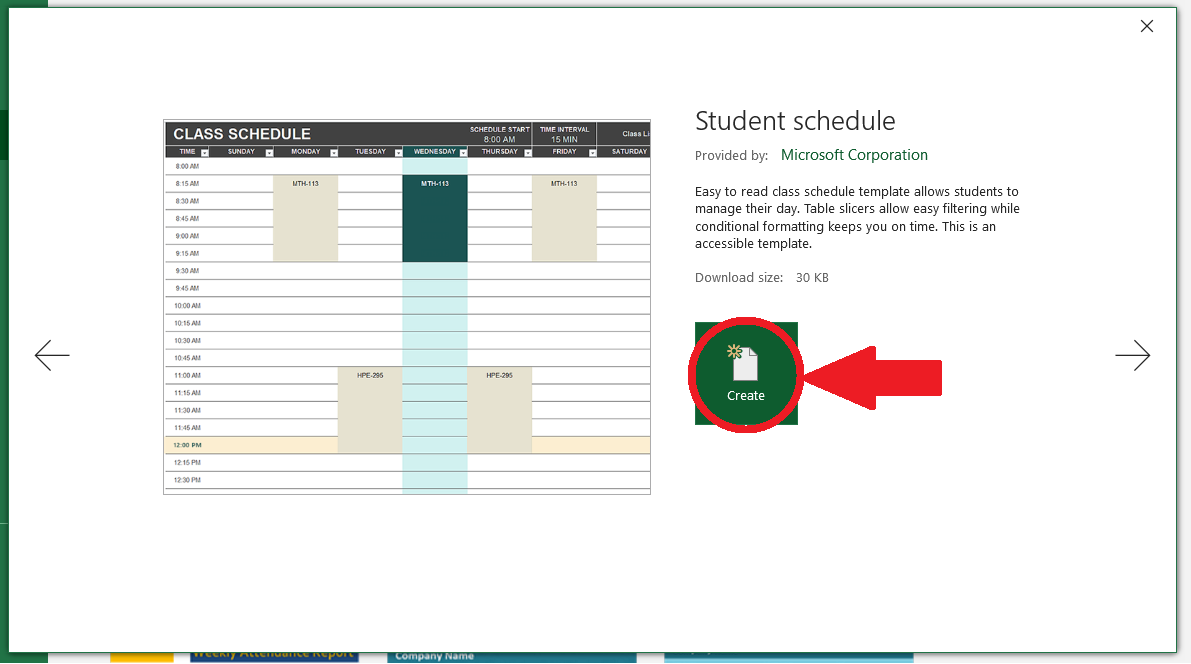 CLASS SCHEDULE
SCHEDULE START
8:00 AM
TIME INTERVAL
15 MIN
Class Li
TIME SUNDAY MONDAY TUESDAY WEDNESDAY THURSDAY FRIDAY SATURDAY
8:00 AM
8:15 AM MTH-113 MTH-113 MTH-113
8:30 AM
8:45 AM
9:00 AM
9:15 AM
9:30 AM
9:45 AM
10:00 AM
10:15 AM
10:30 AM
10:45 AM
11:00 AM HPE-295 HPE-295
11:15 AM
11:30 AM
11:45 AM
12:00 PM
12:15 PM
12:30 PM
Student schedule
Provided by: Microsoft Corporation
Easy to read class schedule template allows students to
manage their day. Table slicers allow easy filtering while
conditional formatting keeps you on time. This is an
accessible template.
Download size: 30 KB
Create
Weekly Attendance Report
Company Name